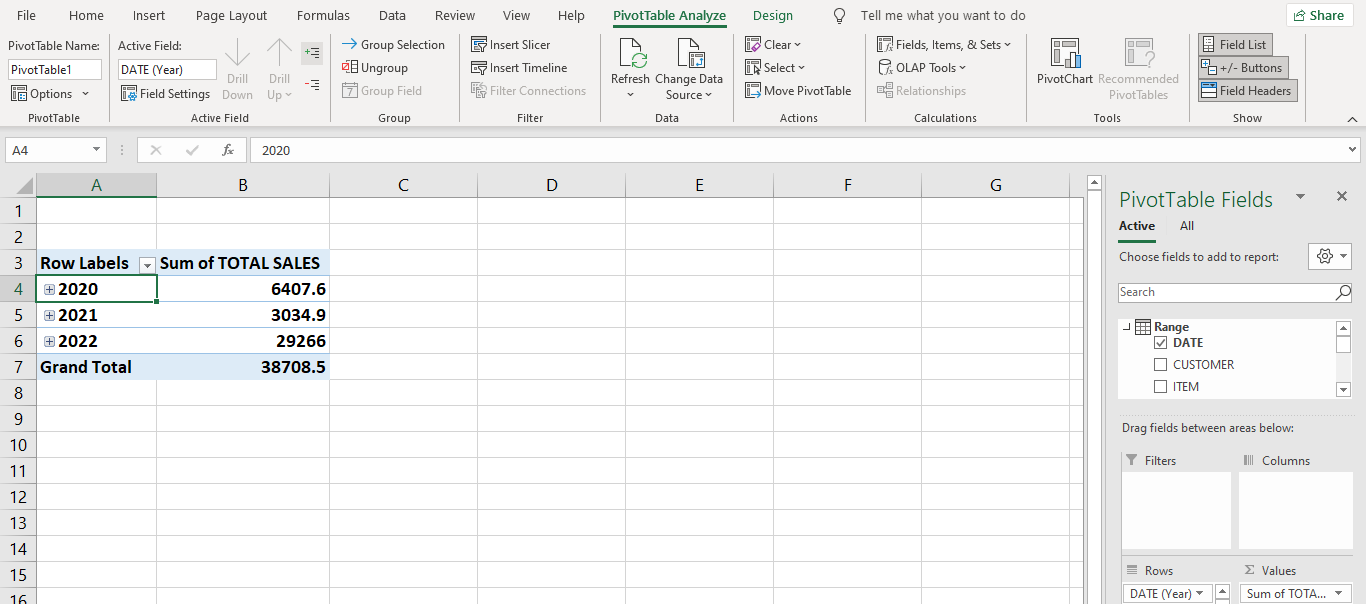 File Home Insert Page Layout Formulas Data Review View Help PivotTable Analyze Design Tell me what you want to do Share
PivotTable Name:
PivotTable1
Options
PivotTable
Active Field:
DATE (Year)
Field Settings
Drill
Down
Drill
Up
Active Field
Group Selection
Ungroup
Group Field
Group
Insert Slicer
Insert Timeline
Filter Connections
Filter
Refresh
Change Data
Source
Data
Clear
Select
Move PivotTable
Actions
Fields, Items, & Sets
OLAP Tools
Relationships
Calculations
PivotChart
Recommended
PivotTables
Tools
Field List
+/- Buttons
Field Headers
Show
A4 fx 2020
A B C D E F G
1
2
3 Row Labels Sum of TOTAL SALES
4 2020 6407.6
5 2021 3034.9
6 2022 29266
7 Grand Total 38708.5
8
9
10
11
12
13
14
15
16
PivotTable Fields
Active All
Choose fields to add to report:
Search
Range
DATE
CUSTOMER
ITEM
Drag fields between areas below:
Filters Columns
Rows Σ Values
DATE (Year) Sum of TOTA...